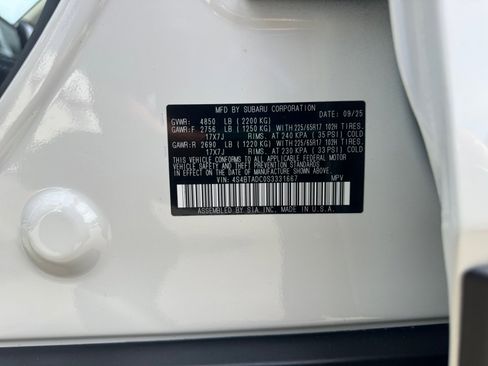 MFD BY SUBARU CORPORATION
DATE: 09/25
GVWR: 4850 LB (2200 KG)
GAWR:F 2756 LB (1250 KG) WITH 225/65R17 102H TIRES.
17X7J RIMS. AT 240 KPA (35 PSI) COLD.
GAWR:R 2690 LB (1220 KG) WITH 225/65R17 102H TIRES.
17X7J RIMS. AT 230 KPA (33 PSI) COLD.
THIS VEHICLE CONFORMS TO ALL APPLICABLE FEDERAL MOTOR
VEHICLE SAFETY STANDARDS
IN EFFECT ON THE DATE OF MANUFACTURE SHOWN ABOVE.
VIN: 4S4BTADC0S3331667 MPV
ASSEMBLED BY SIA, INC. MADE IN U.S.A.